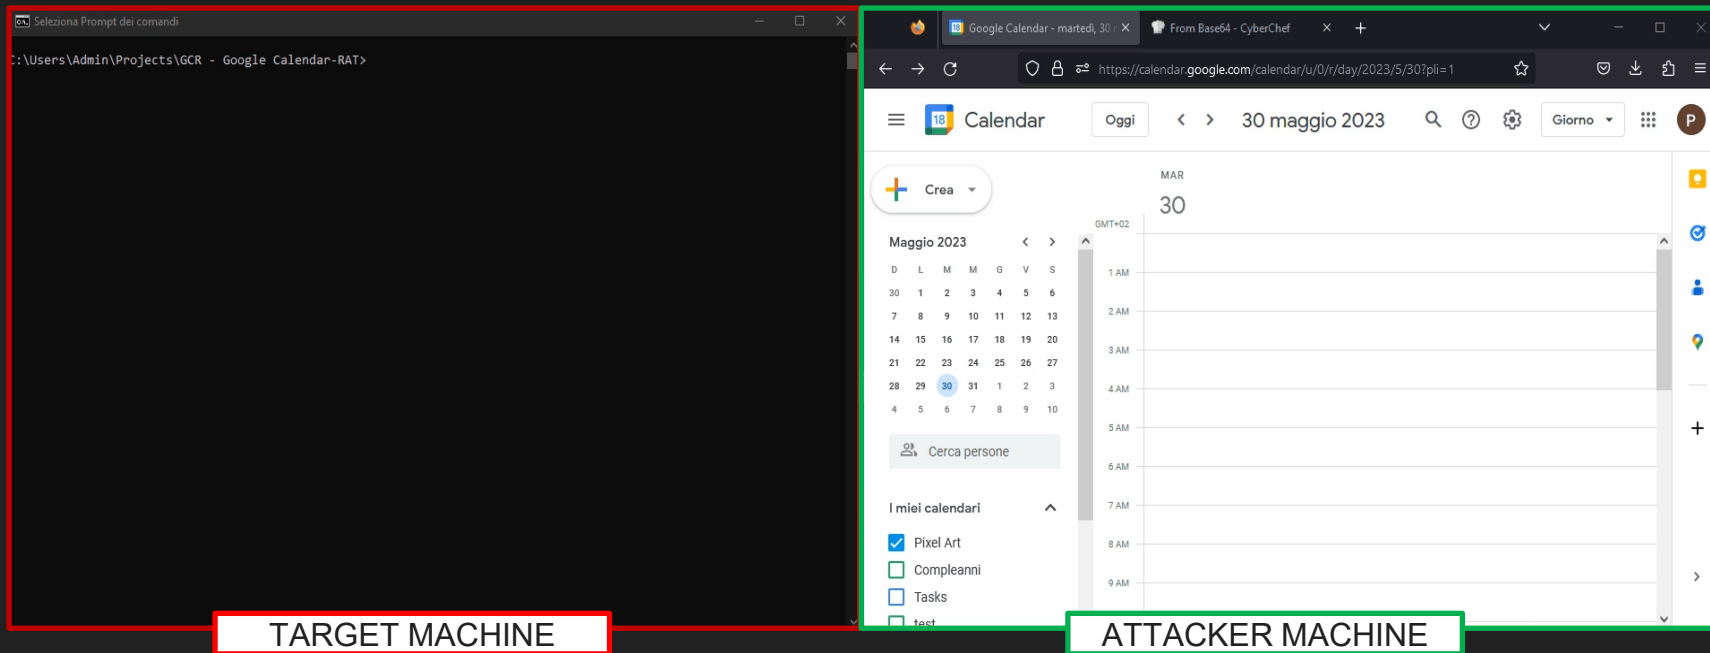 Seleziona Prompt dei comandi
C:\Users\Admin\Projects\GCR - Google Calendar-RAT>
TARGET MACHINE
18 Google Calendar - martedì, 30
From Base64 - CyberChef
https://calendar.google.com/calendar/u/0/r/day/2023/5/30?pli=1
18 Calendar Oggi 30 maggio 2023 Giorno P
Crea
Maggio 2023
D L M M G V S
30 1 2 3 4 5 6
7 8 9 10 11 12 13
14 15 16 17 18 19 20
21 22 23 24 25 26 27
28 29 30 31 1 2 3
4 5 6 7 8 9 10
Cerca persone
I miei calendari
Pixel Art
Compleanni
Tasks
test
MAR
30
GMT+02
1 AM
2 AM
3 AM
4 AM
5 AM
6 AM
7 AM
8 AM
9 AM
ATTACKER MACHINE